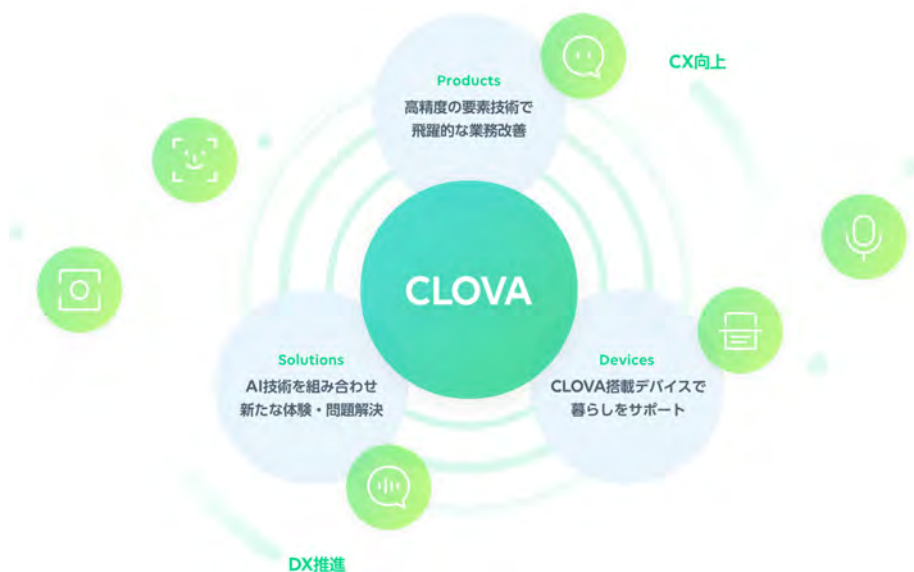 CX向上
Products
高精度の要素技術で
飛躍的な業務改善
CLOVA
Solutions
AI技術を組み合わせ
新たな体験・問題解決
Devices
CLOVA搭載デバイスで
暮らしをサポート
DX推進